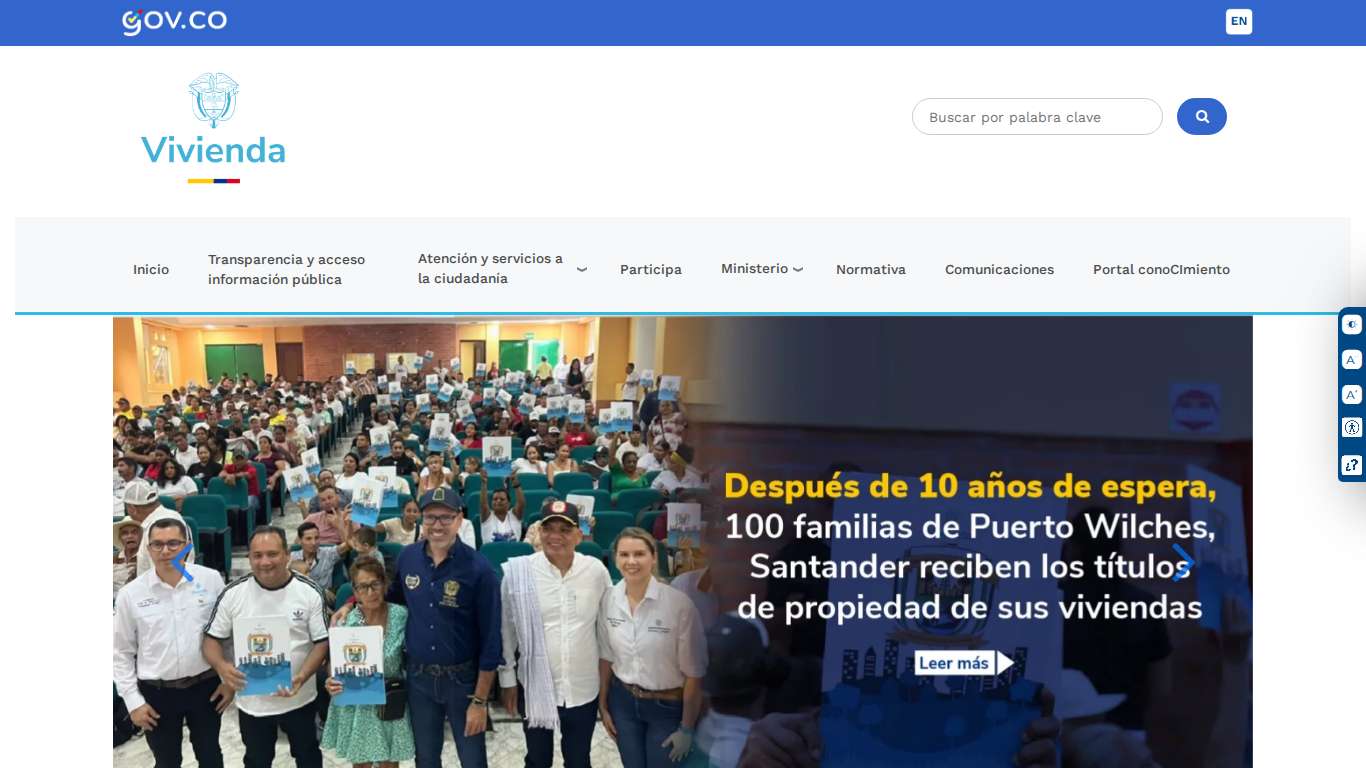 GOV.CO
EN
Vivienda
Buscar por palabra clave
Inicio
Transparencia y acceso
información pública
Atención y servicios a
la ciudadanía
Participa
Ministerio
Normativa
Comunicaciones
Portal conoCImiento
A
A+
¿?
Después de 10 años de espera,
100 familias de Puerto Wilches,
Santander reciben los títulos
de propiedad de sus viviendas
Leer más